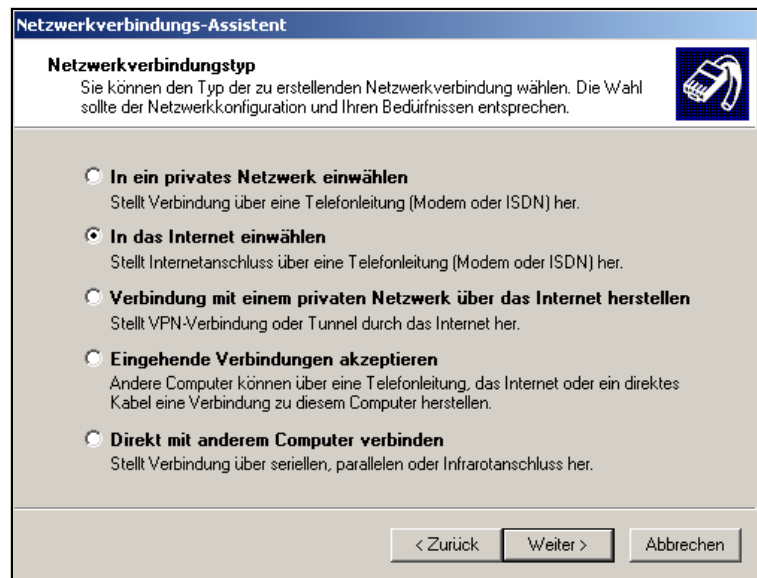 Netzwerkverbindungs-Assistent
Netzwerkverbindungstyp
Sie können den Typ der zu erstellenden Netzwerkverbindung wählen. Die Wahl
sollte der Netzwerkkonfiguration und Ihren Bedürfnissen entsprechen.
In ein privates Netzwerk einwählen
Stellt Verbindung über eine Telefonleitung (Modem oder ISDN) her.
In das Internet einwählen
Stellt Internetanschluss über eine Telefonleitung (Modem oder ISDN) her.
Verbindung mit einem privaten Netzwerk über das Internet herstellen
Stellt VPN-Verbindung oder Tunnel durch das Internet her.
Eingehende Verbindungen akzeptieren
Andere Computer können über eine Telefonleitung, das Internet oder ein direktes
Kabel eine Verbindung zu diesem Computer herstellen.
Direkt mit anderem Computer verbinden
Stellt Verbindung über seriellen, parallelen oder Infrarotanschluss her.
< Zurück Weiter > Abbrechen